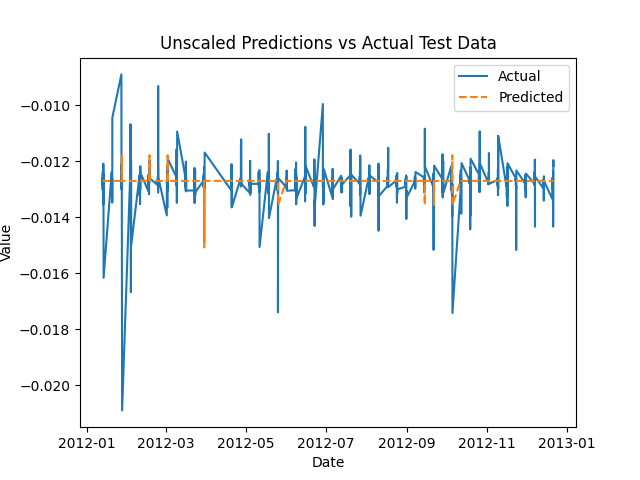 Unscaled Predictions vs Actual Test Data
Actual
Predicted
−0.010
−0.012
−0.014
−0.016
−0.018
−0.020
Value
2012-01
2012-03
2012-05
2012-07
2012-09
2012-11
2013-01
Date